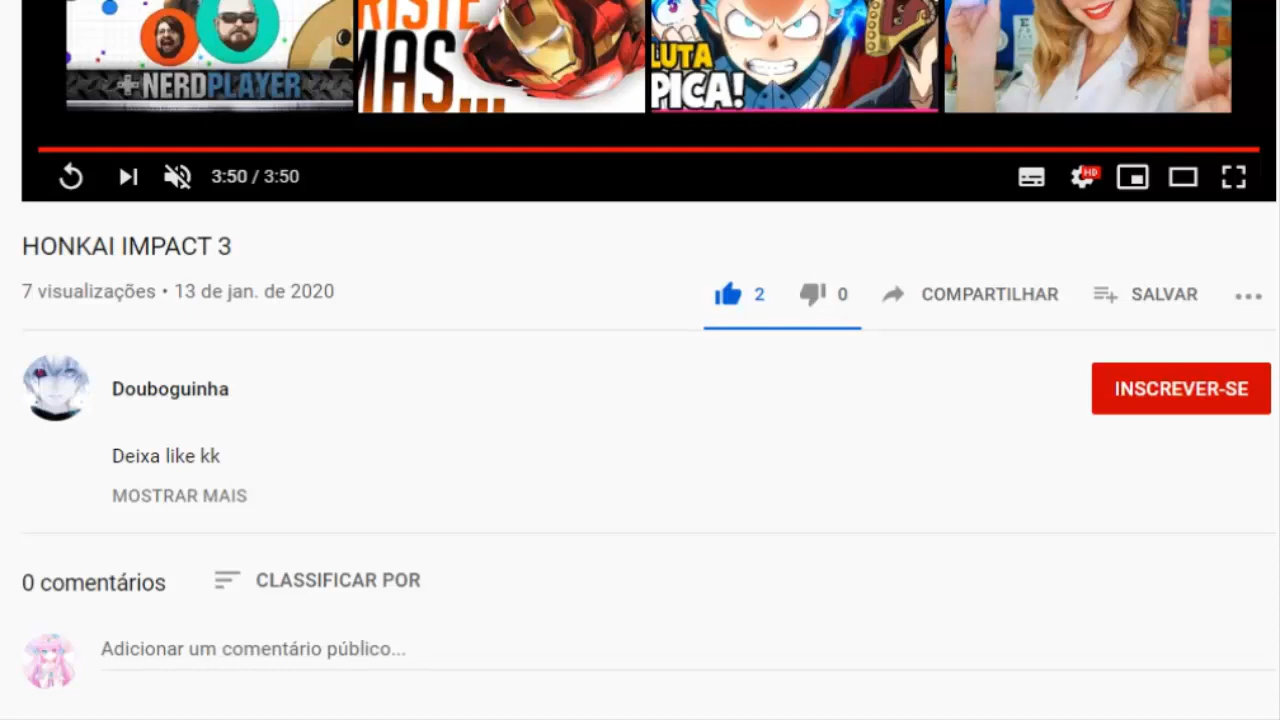 RISTE
MAS...
NERDPLAYER
LUTA
PICA!
3:50 / 3:50
HD
HONKAI IMPACT 3
7 visualizações • 13 de jan. de 2020
2
0
COMPARTILHAR
SALVAR
Douboguinha
INSCREVER-SE
Deixa like kk
MOSTRAR MAIS
0 comentários
CLASSIFICAR POR
Adicionar um comentário público...